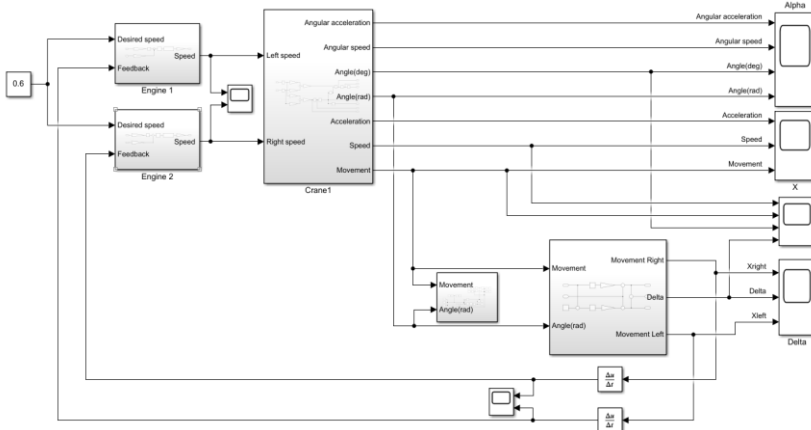 Alpha
Angular acceleration
Angular acceleration
Desired speed
Speed
Feedback
Engine 1
Left speed
Angular speed
Angular speed
Angle(deg)
Angle(deg)
0.6
Angle(rad)
Angle(rad)
Desired speed
Speed
Feedback
Engine 2
Right speed
Acceleration
Acceleration
Speed
Speed
Movement
Movement
Crane1
X
Movement
Angle(rad)
Movement
Angle(rad)
Movement Right
Delta
Movement Left
Xright
Delta
Xleft
Delta
Δu
Δt
Δu
Δt